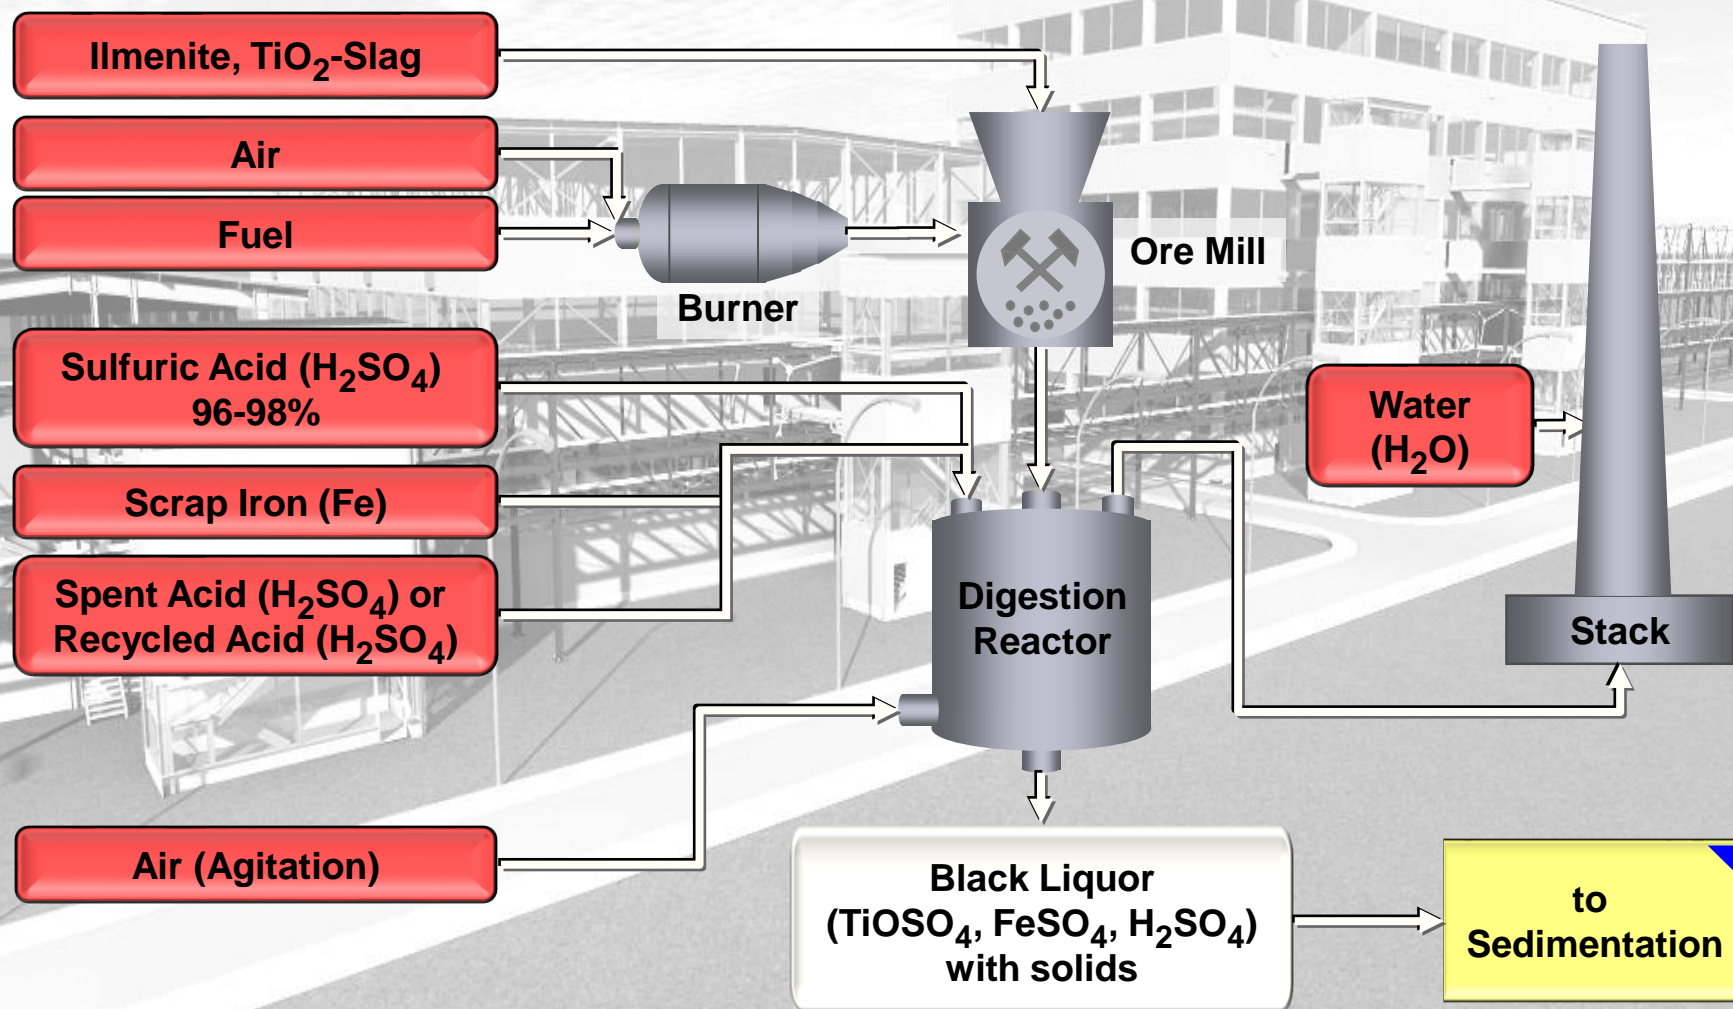 Ilmenite, TiO₂-Slag
Air
Fuel
Burner
Ore Mill
Sulfuric Acid (H₂SO₄)
96-98%
Scrap Iron (Fe)
Spent Acid (H₂SO₄) or
Recycled Acid (H₂SO₄)
Water
(H₂O)
Digestion
Reactor
Stack
Air (Agitation)
Black Liquor
(TiOSO₄, FeSO₄, H₂SO₄)
with solids
to
Sedimentation